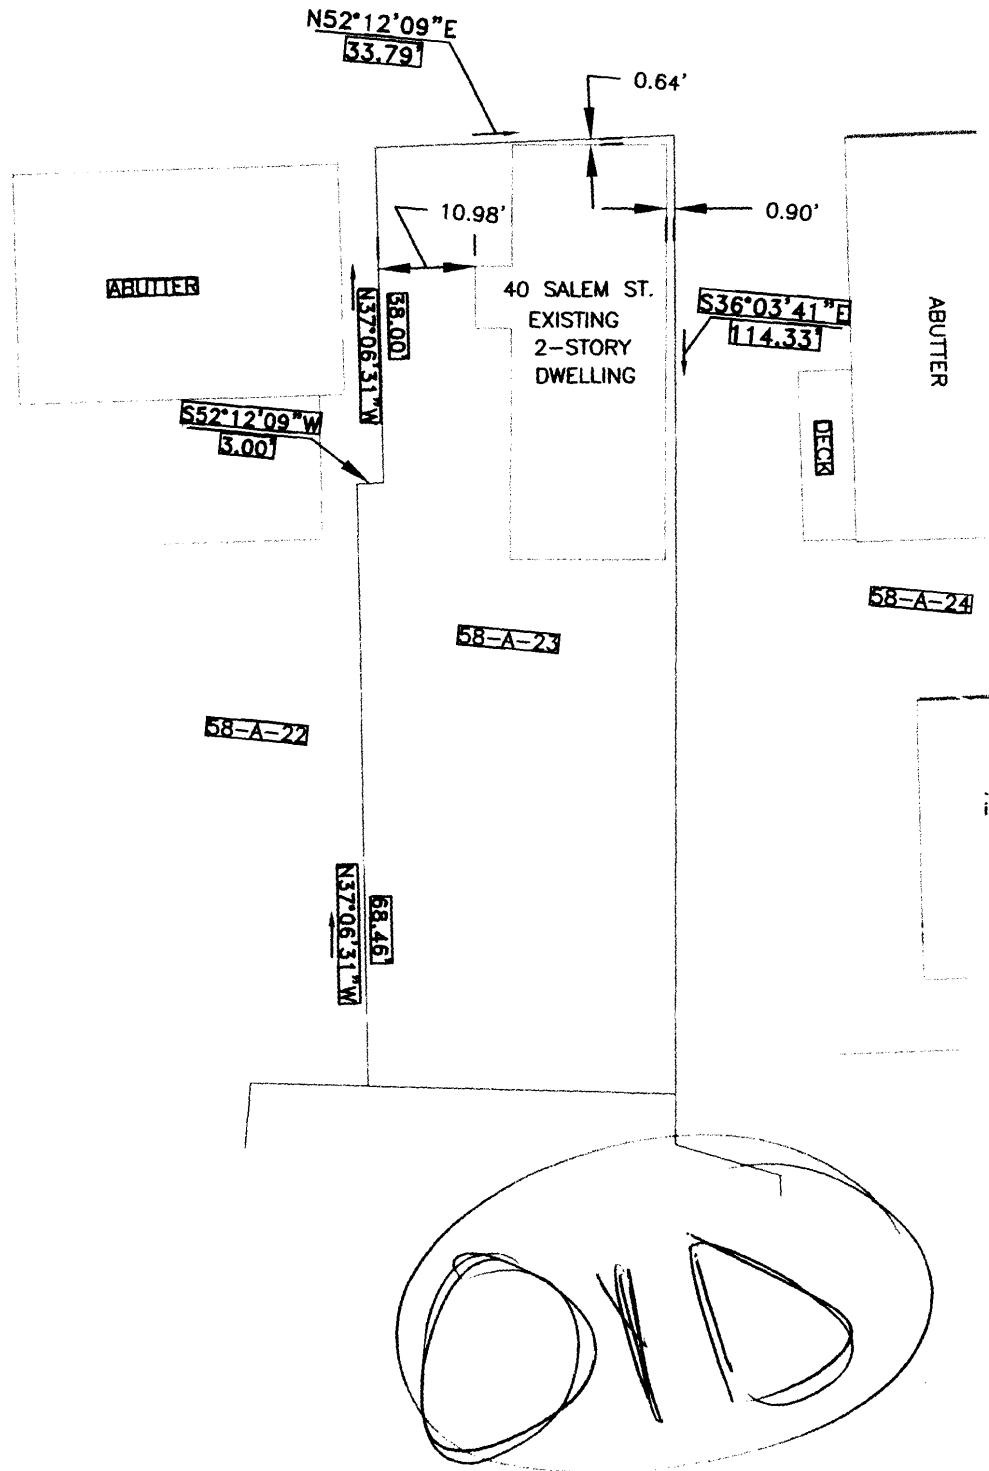 N52°12'09"E
33.79'
0.64'
10.98'
0.90'
ABUTTER
40 SALEM ST.
EXISTING
2-STORY
DWELLING
38.00'
N37°06'31"W
S36°03'41"E
114.33'
ABUTTER
S52°12'09"W
3.00'
DECK
58-A-24
58-A-23
58-A-22
68.46'
N37°06'31"W
OLD